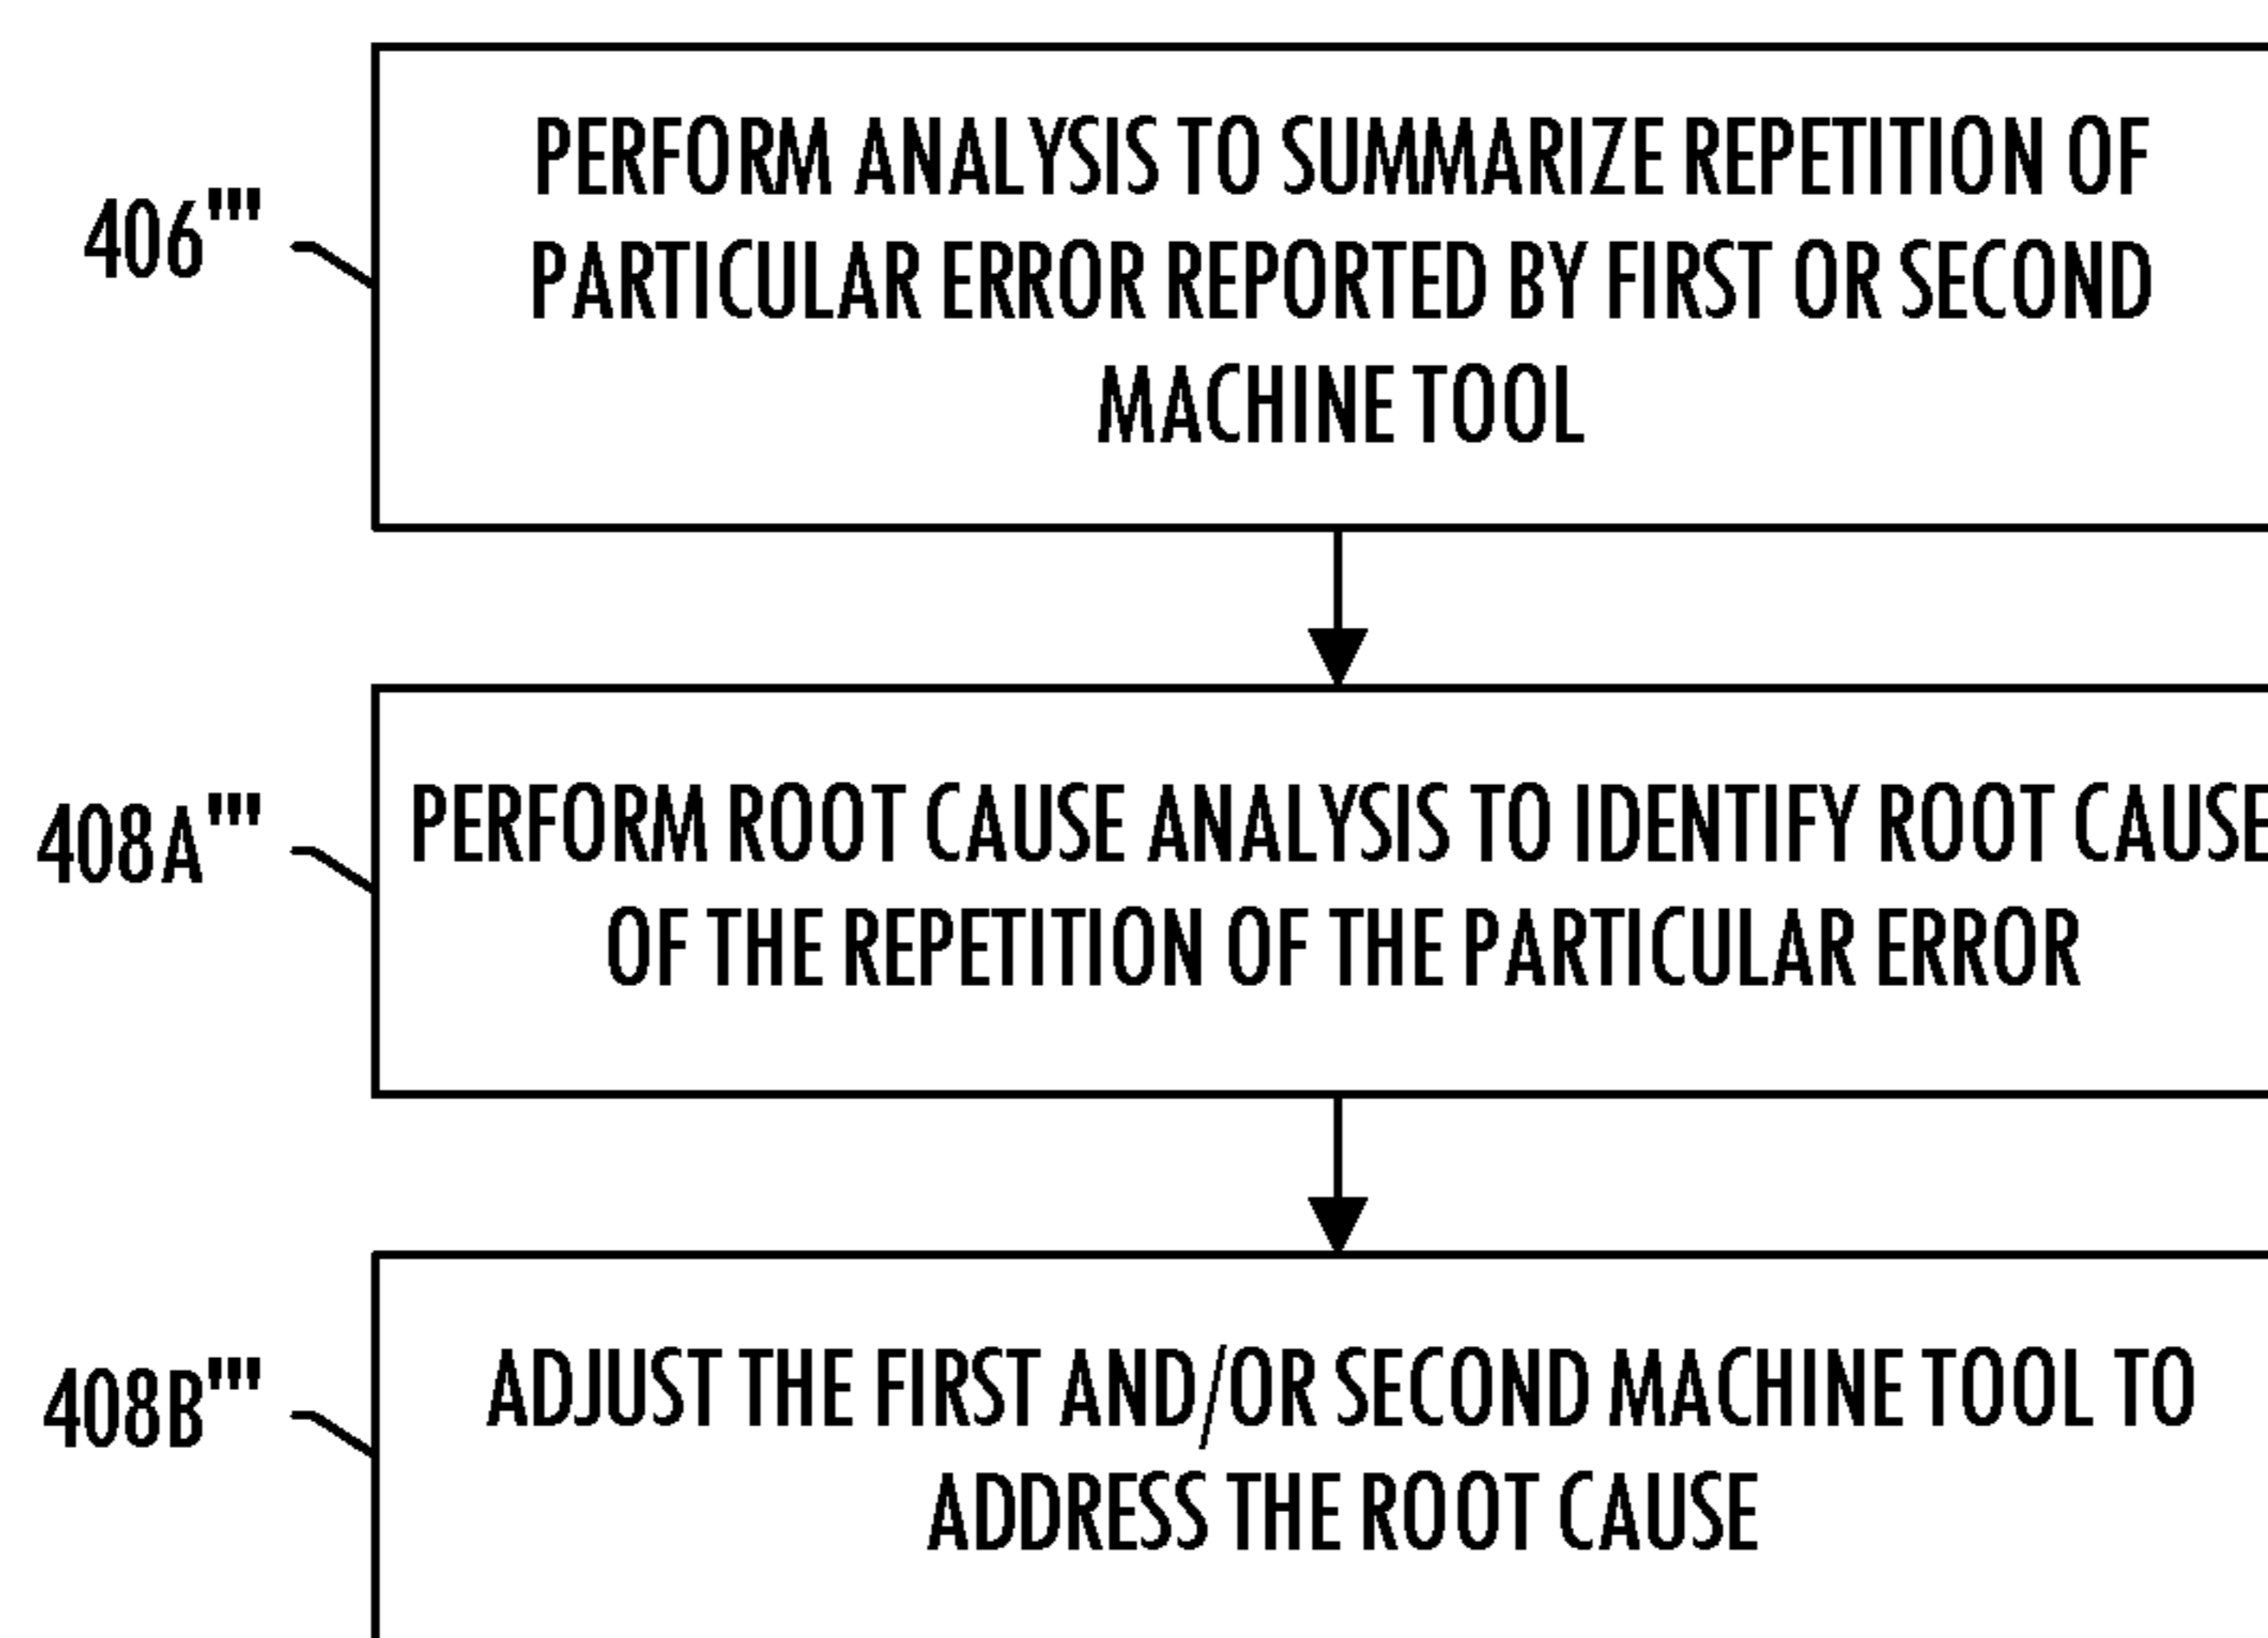 PERFORM ANALYSIS TO SUMMARIZE REPETITION OF
PARTICULAR ERROR REPORTED BY FIRST OR SECOND
MACHINE TOOL
406'''
PERFORM ROOT CAUSE ANALYSIS TO IDENTIFY ROOT CAUSE
OF THE REPETITION OF THE PARTICULAR ERROR
408A'''
ADJUST THE FIRST AND/OR SECOND MACHINE TOOL TO
ADDRESS THE ROOT CAUSE
408B'''